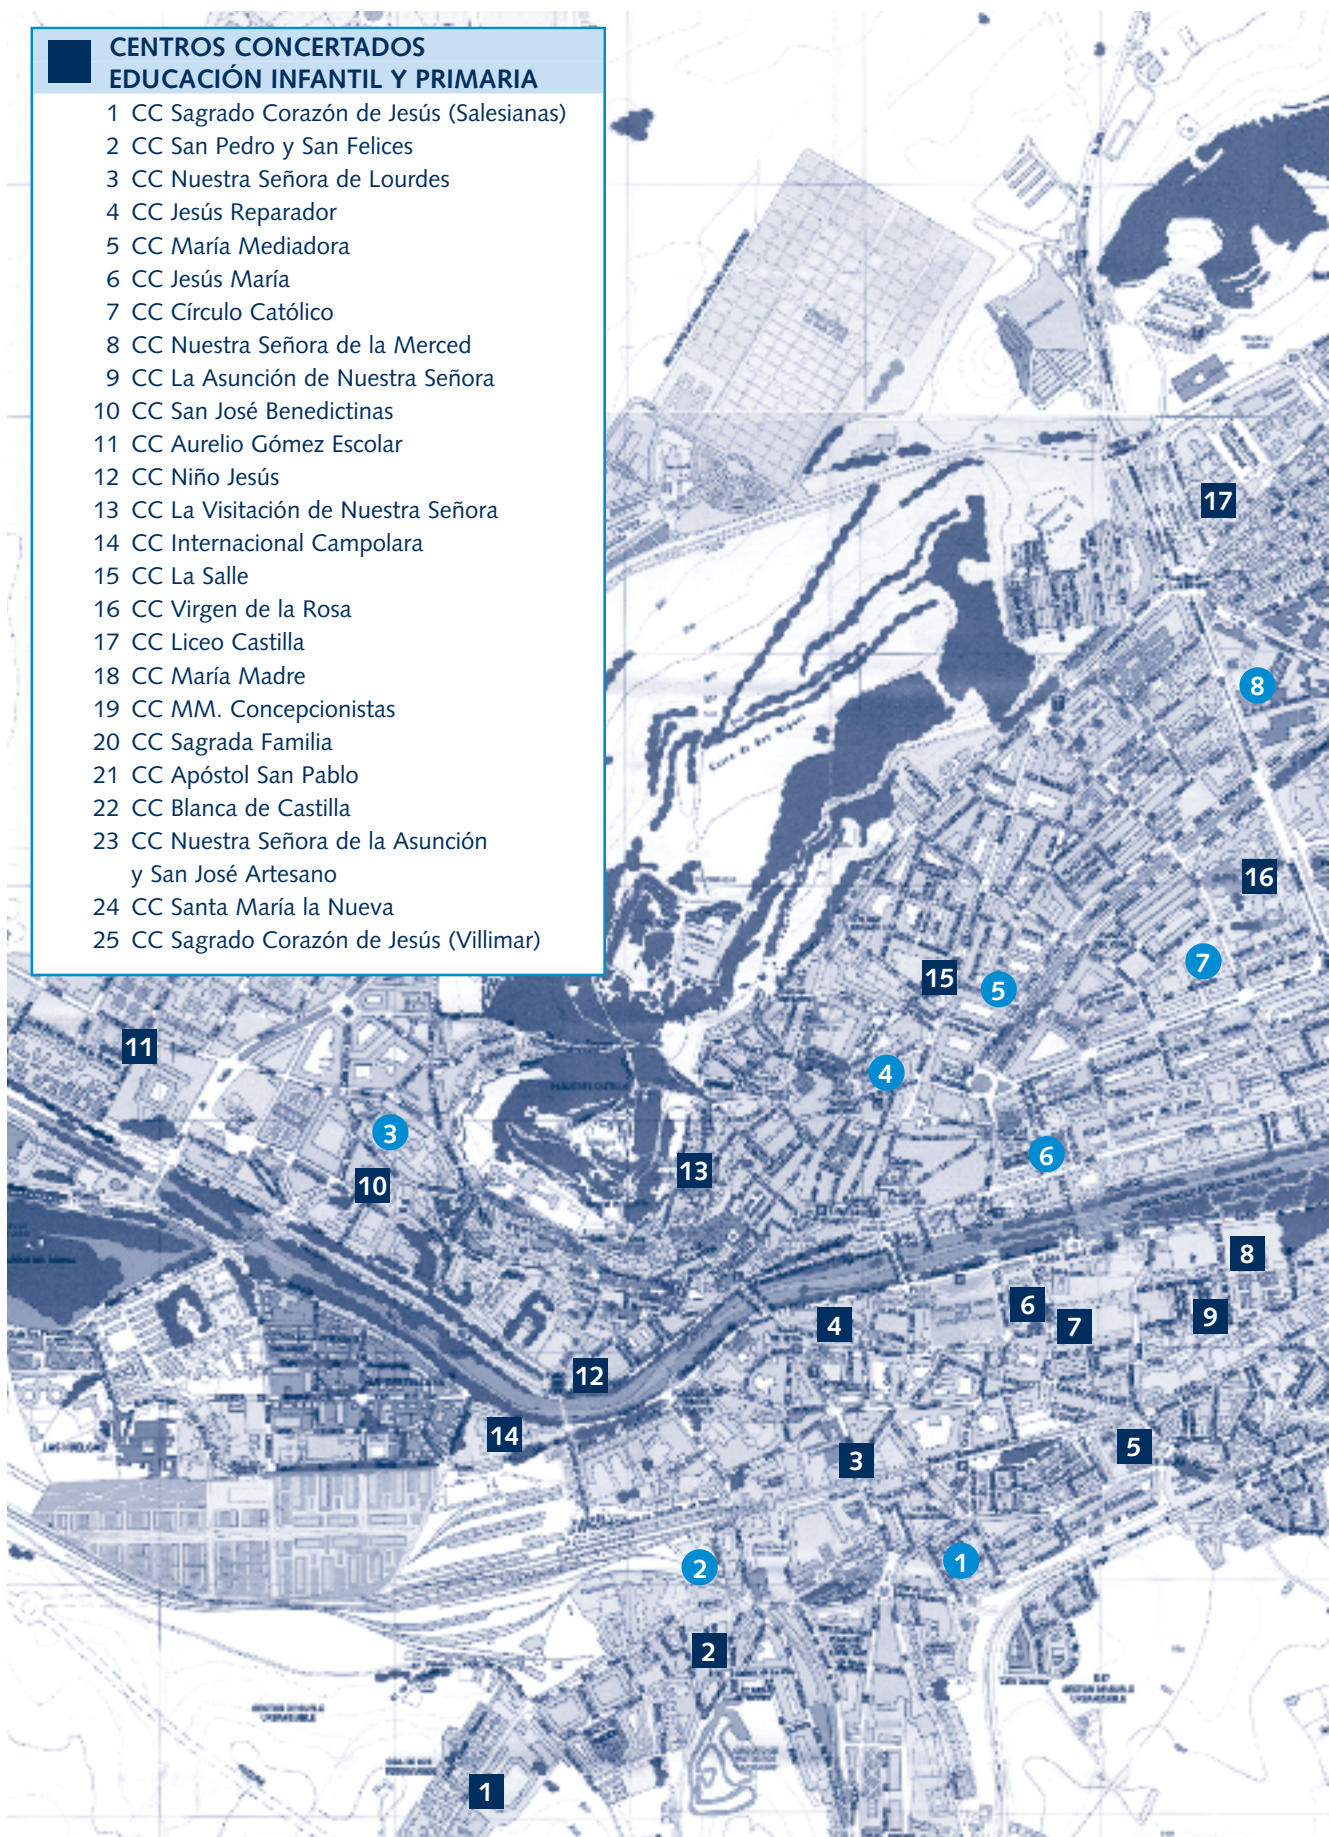 CENTROS CONCERTADOS
EDUCACIÓN INFANTIL Y PRIMARIA
1 CC Sagrado Corazón de Jesús (Salesianas)
2 CC San Pedro y San Felices
3 CC Nuestra Señora de Lourdes
4 CC Jesús Reparador
5 CC María Mediadora
6 CC Jesús María
7 CC Círculo Católico
8 CC Nuestra Señora de la Merced
9 CC La Asunción de Nuestra Señora
10 CC San José Benedictinas
11 CC Aurelio Gómez Escolar
12 CC Niño Jesús
13 CC La Visitación de Nuestra Señora
14 CC Internacional Campolara
15 CC La Salle
16 CC Virgen de la Rosa
17 CC Liceo Castilla
18 CC María Madre
19 CC MM. Concepcionistas
20 CC Sagrada Familia
21 CC Apóstol San Pablo
22 CC Blanca de Castilla
23 CC Nuestra Señora de la Asunción
y San José Artesano
24 CC Santa María la Nueva
25 CC Sagrado Corazón de Jesús (Villimar)
17
8
16
7
15
5
11
4
3
6
13
10
8
6
9
4
7
12
14
5
3
1
2
2
1